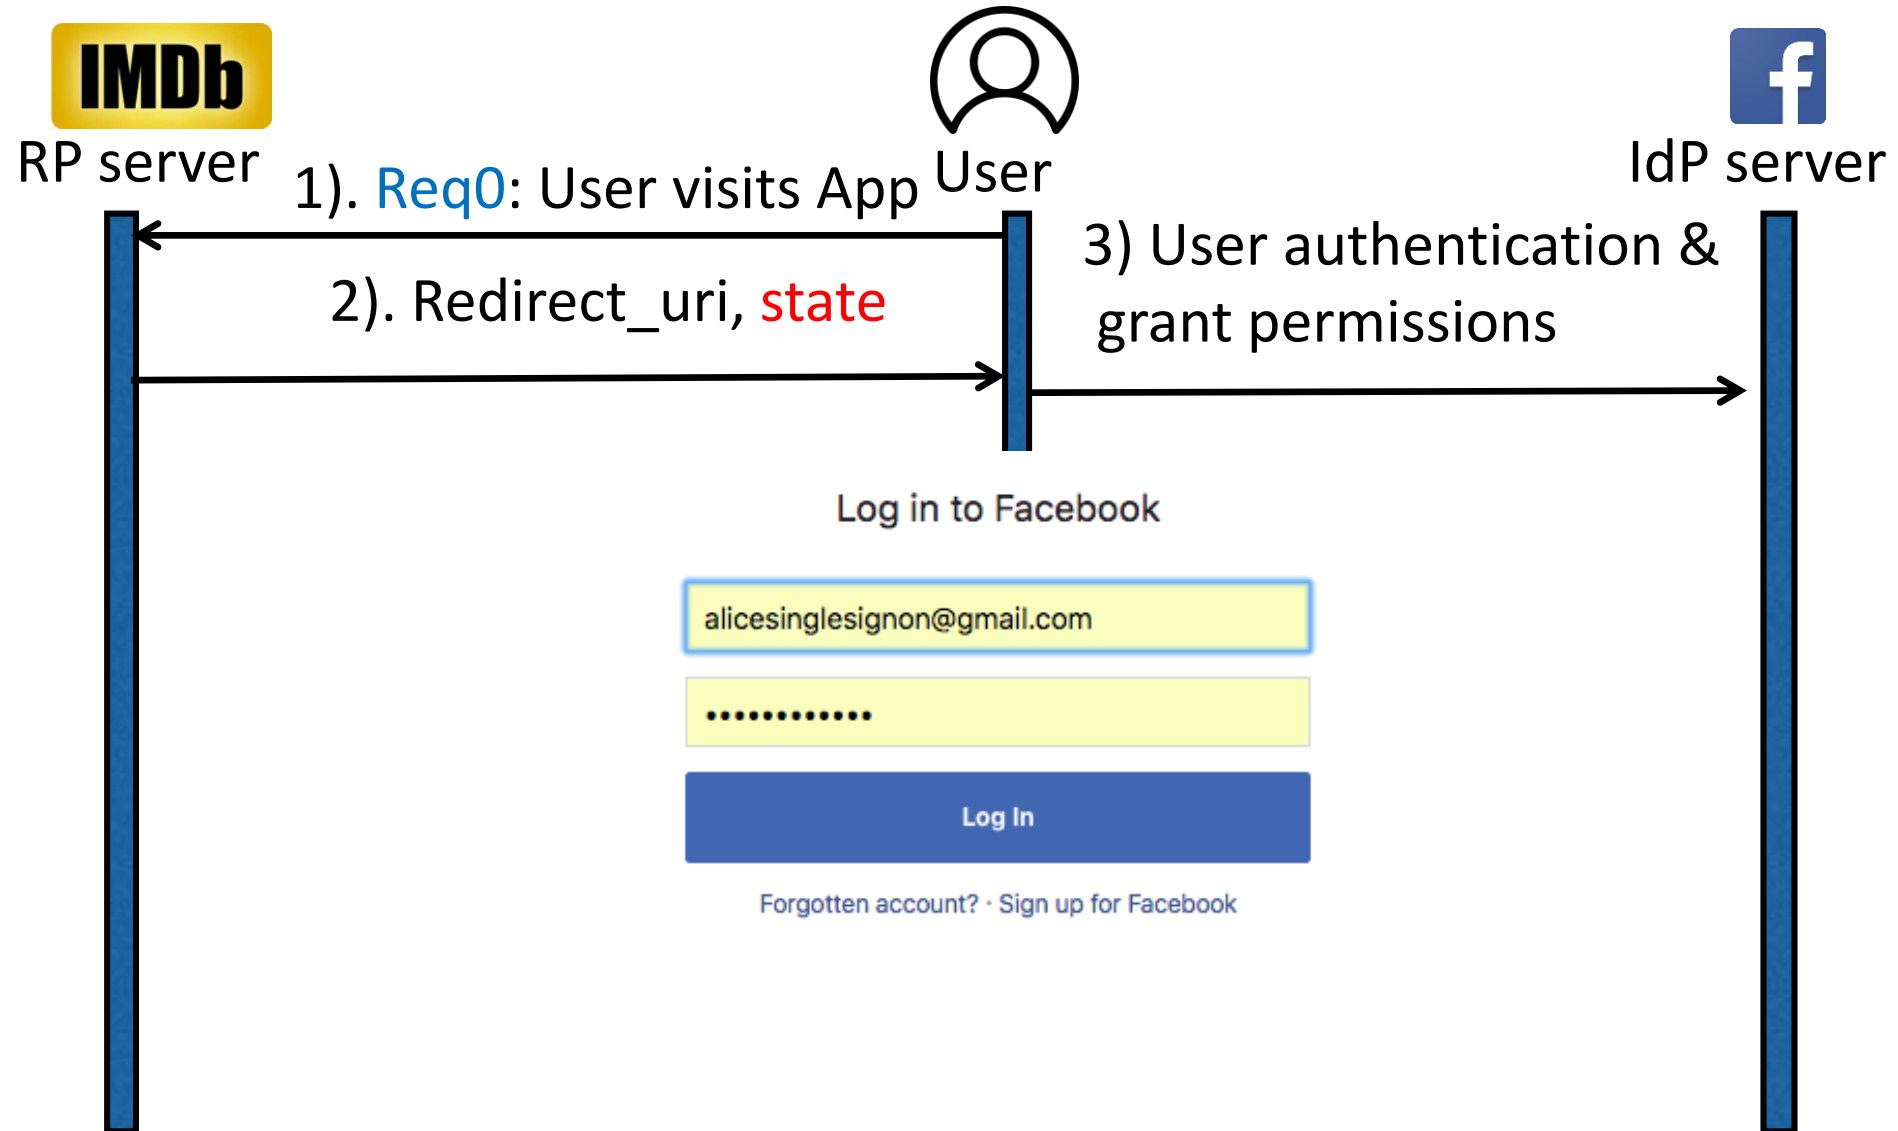 IMDb
f
RP server
User
IdP server
1). Req0: User visits App
2). Redirect_uri, state
3) User authentication &
grant permissions
Log in to Facebook
alicesinglesignon@gmail.com
••••••••••••
Log In
Forgotten account? · Sign up for Facebook